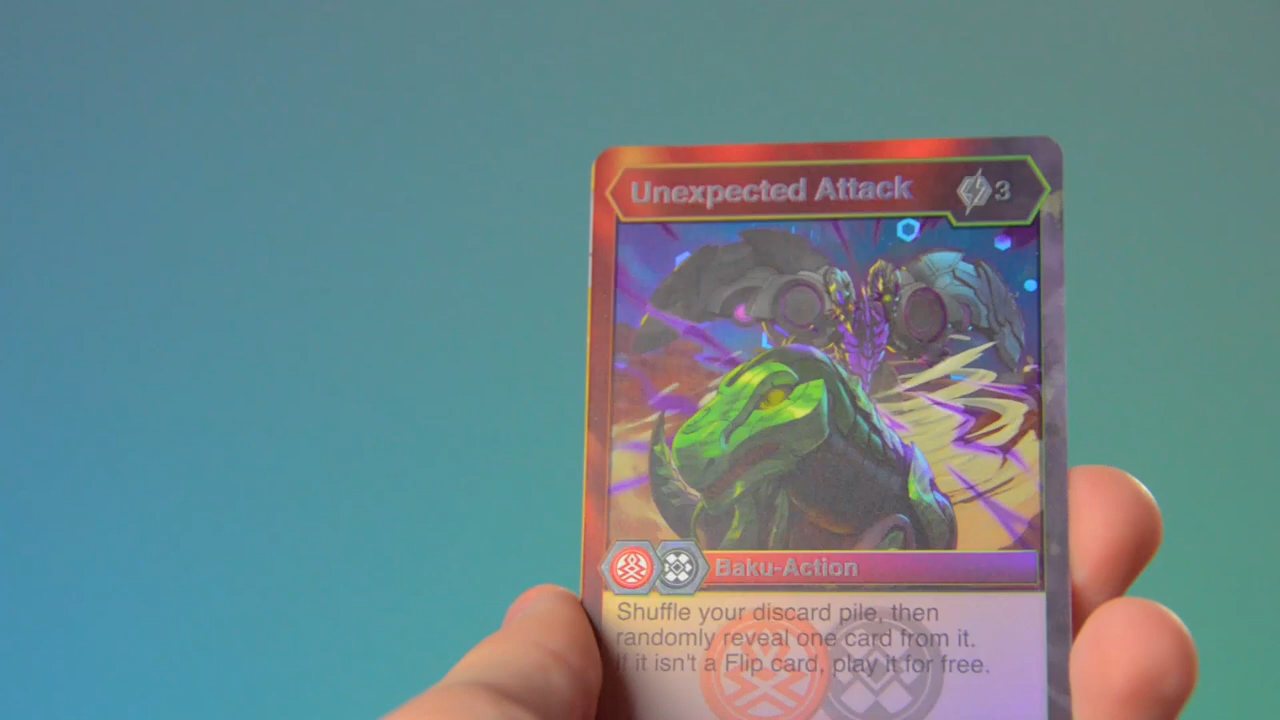 Unexpected Attack
3
Baku-Action
Shuffle your discard pile, then
randomly reveal one card from it.
If it isn't a Flip card, play it for free.